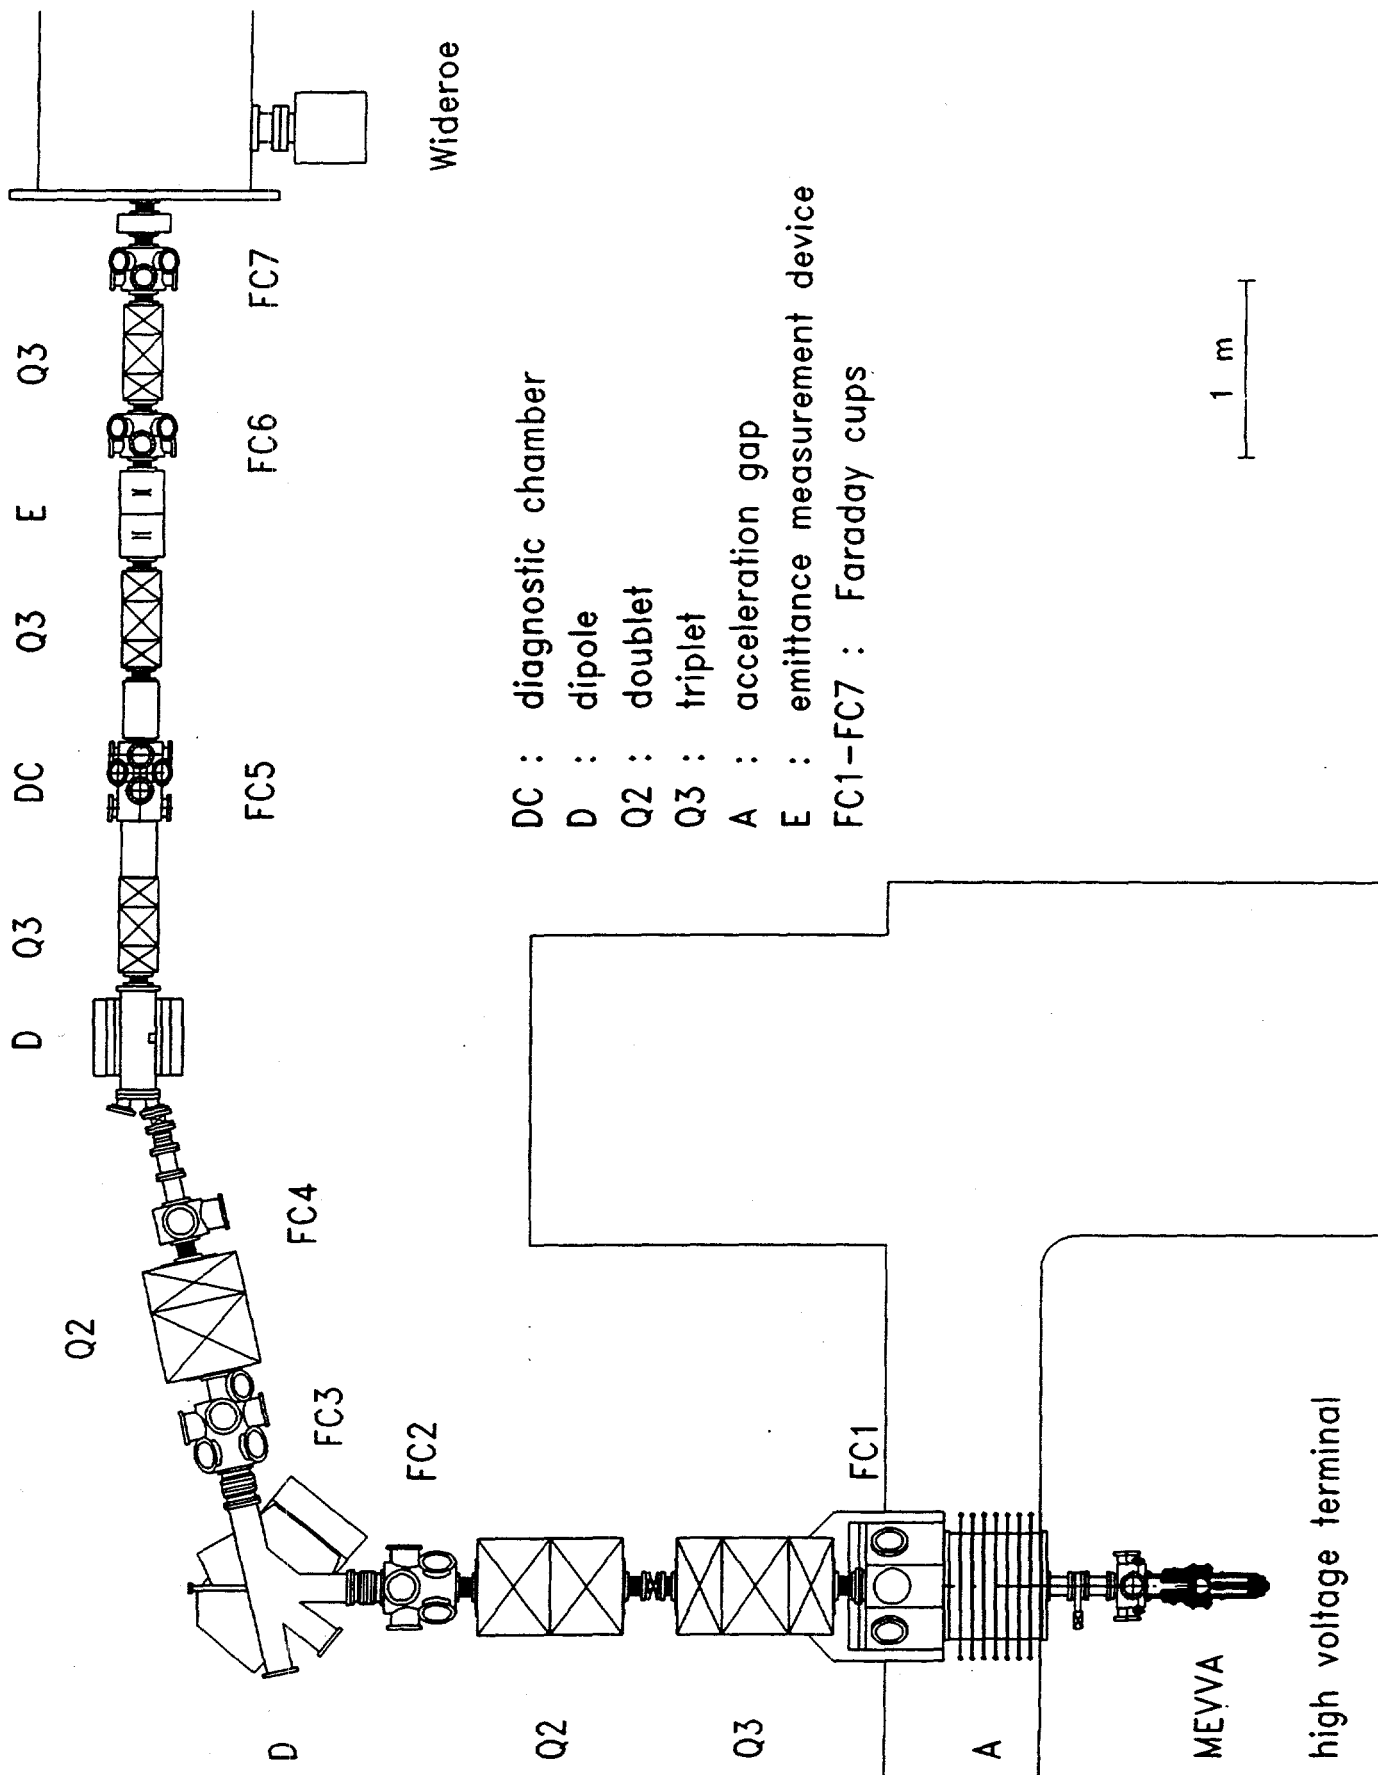 D
Q3
DC
Q3
E
Q3
Q2
FC4
FC5
FC6
FC7
Wideroe
D
FC3
FC2
Q2
Q3
FC1
A
MEVVA
high voltage terminal
DC : diagnostic chamber
D : dipole
Q2 : doublet
Q3 : triplet
A : acceleration gap
E : emittance measurement device
FC1-FC7 : Faraday cups
1 m